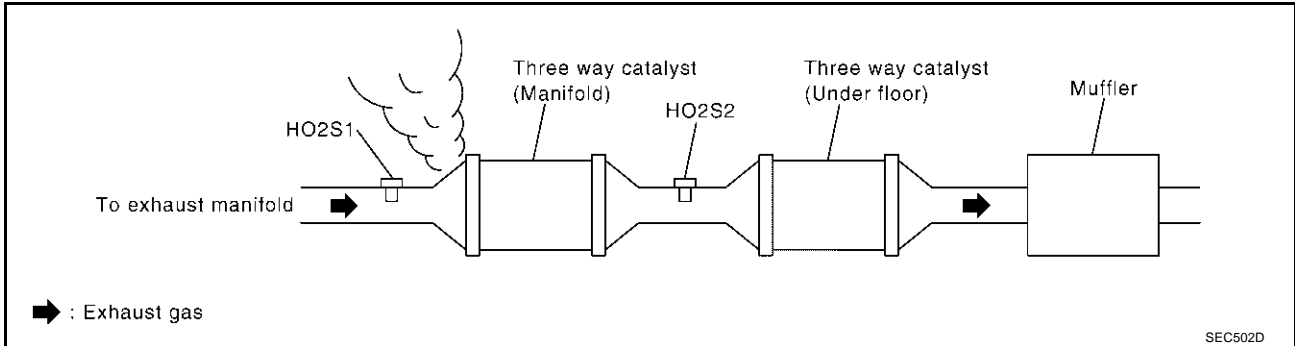 Three way catalyst
(Manifold)
Three way catalyst
(Under floor)
Muffler
HO2S1
HO2S2
To exhaust manifold
: Exhaust gas
SEC502D